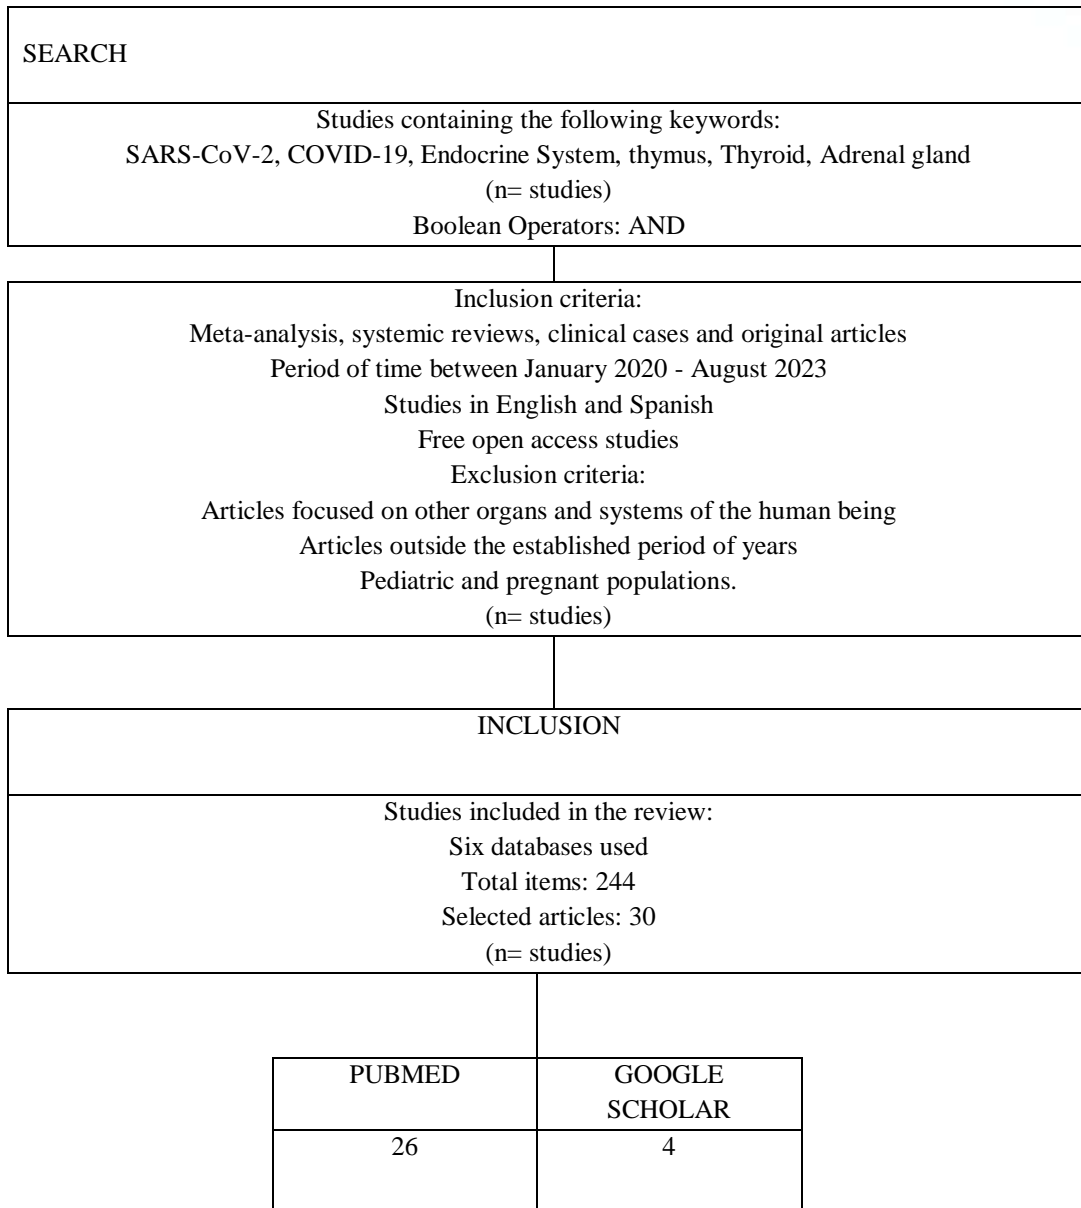 SEARCH
Studies containing the following keywords:
SARS-CoV-2, COVID-19, Endocrine System, thymus, Thyroid, Adrenal gland
(n= studies)
Boolean Operators: AND
Inclusion criteria:
Meta-analysis, systemic reviews, clinical cases and original articles
Period of time between January 2020 - August 2023
Studies in English and Spanish
Free open access studies
Exclusion criteria:
Articles focused on other organs and systems of the human being
Articles outside the established period of years
Pediatric and pregnant populations.
(n= studies)
INCLUSION
Studies included in the review:
Six databases used
Total items: 244
Selected articles: 30
(n= studies)
PUBMED
GOOGLE
SCHOLAR
26
4